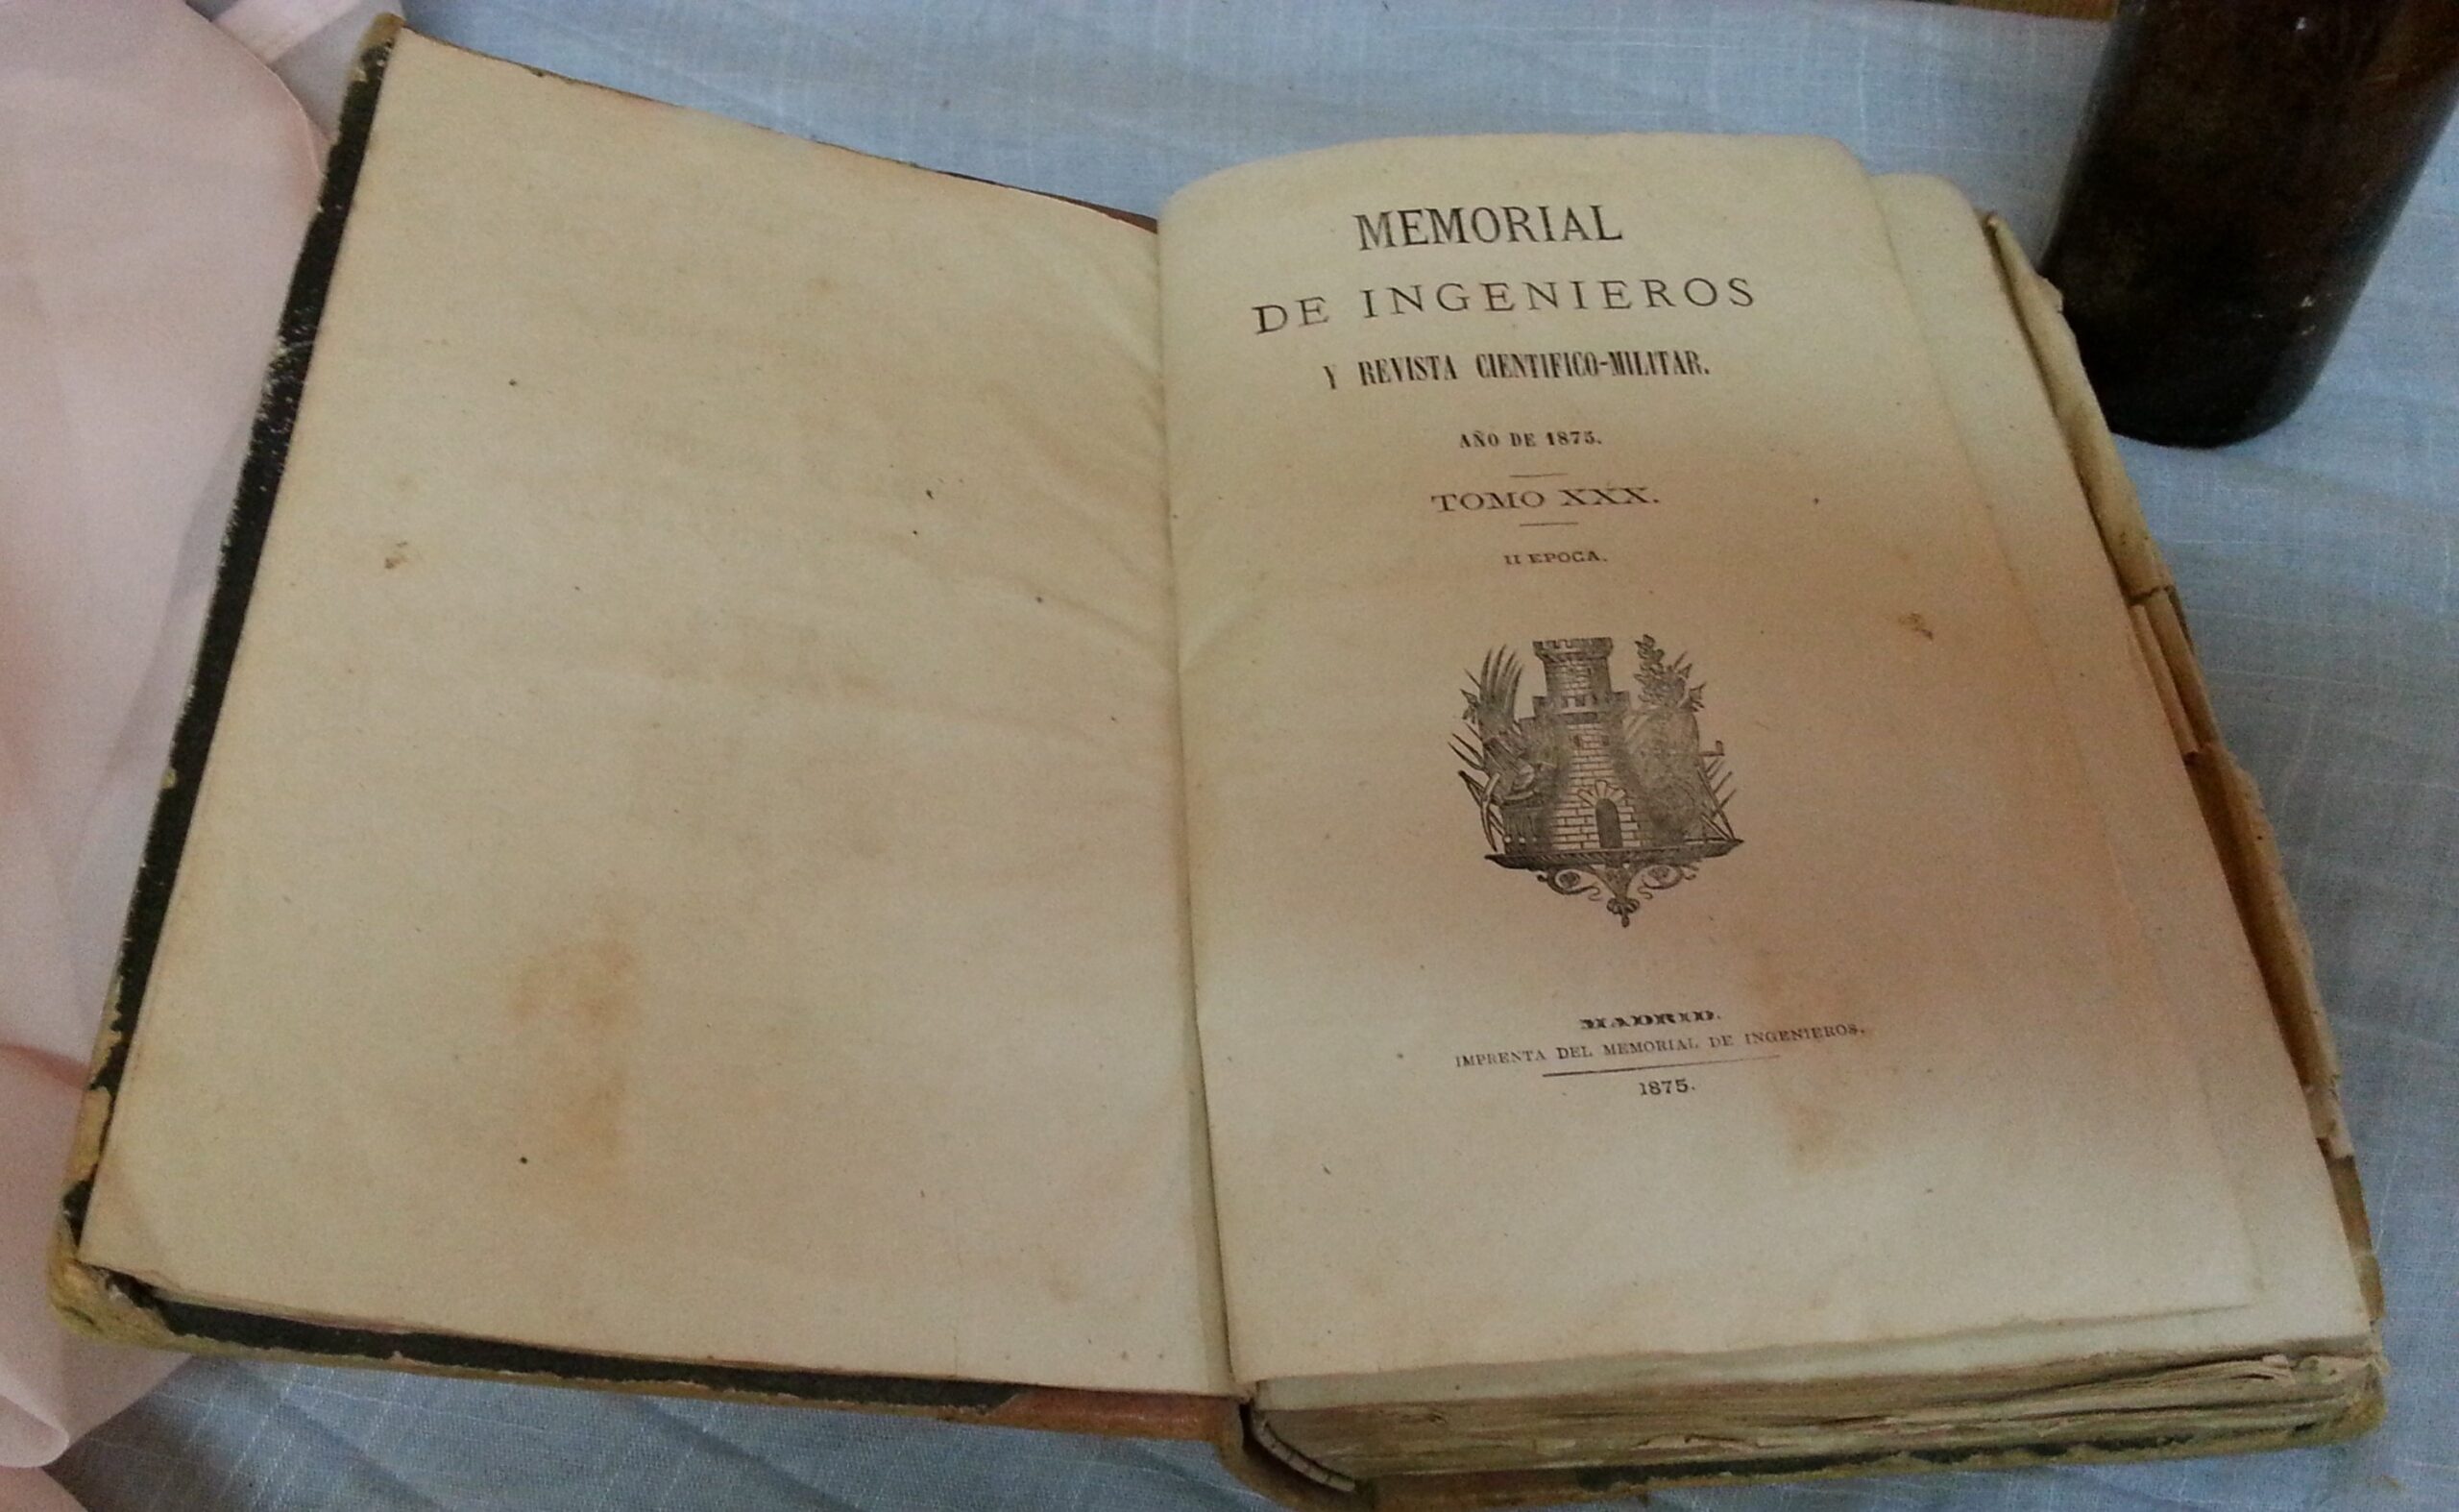 MEMORIAL
DE INGENIEROS
Y REVISTA CIENTIFICO-MILITAR.
AÑO DE 1875.
TOMO XXX.
II EPOCA.
MADRID.
IMPRENTA DEL MEMORIAL DE INGENIEROS.
1875.